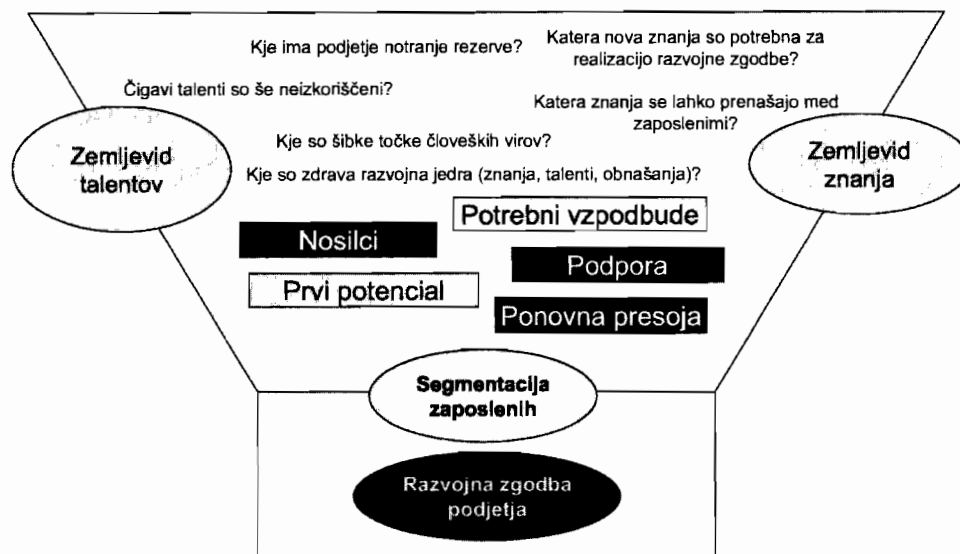 Kje ima podjetje notranje rezerve?
Katera nova znanja so potrebna za
realizacijo razvojne zgodbe?
Čigavi talenti so še neizkoriščeni?
Katera znanja se lahko prenašajo med
zaposlenimi?
Zemljevid
talentov
Kje so šibke točke človeških virov?
Zemljevid
znanja
Kje so zdrava razvojna jedra (znanja, talenti, obnašanja)?
Potrebni vzpodbude
Nosilci
Podpora
Prvi potencial
Ponovna presoja
Segmentacija
zaposlenih
Razvojna zgodba
podjetja